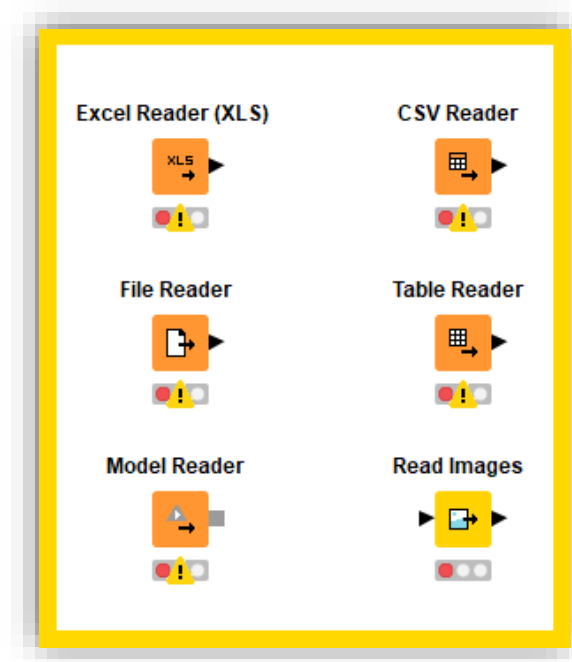 Excel Reader (XLS)
CSV Reader
XLS
!
!
File Reader
Table Reader
!
!
Model Reader
Read Images
!